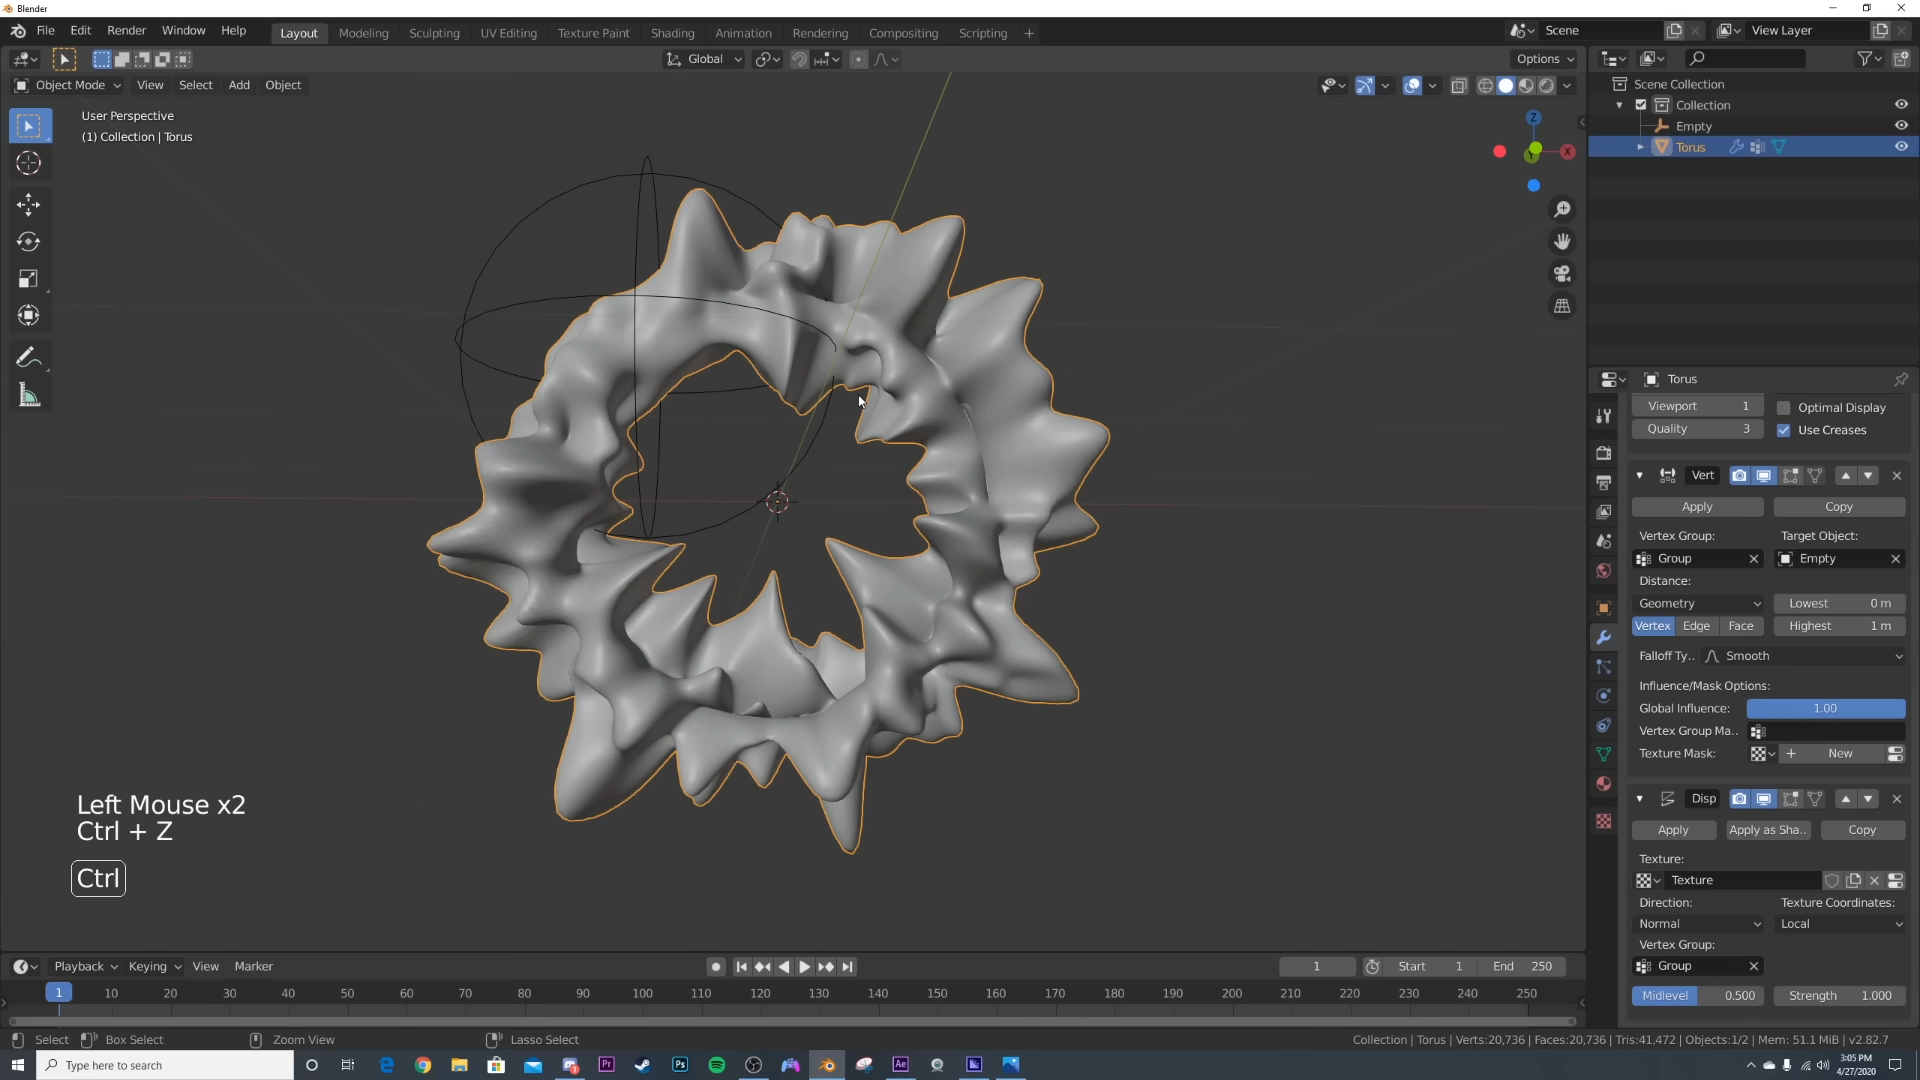 Blender
File Edit Render Window Help Layout Modeling Sculpting UV Editing Texture Paint Shading Animation Rendering Compositing Scripting + Scene View Layer
Global Options
Object Mode View Select Add Object
User Perspective
(1) Collection | Torus
Z
X
Y
Scene Collection
Collection
Empty
Torus
Torus
Viewport 1 Optimal Display
Quality 3 Use Creases
Vert
Apply Copy
Vertex Group: Target Object:
Group Empty
Distance:
Geometry Lowest 0 m
Vertex Edge Face Highest 1 m
Falloff Ty.. Smooth
Influence/Mask Options:
Global Influence: 1.00
Vertex Group Ma..
Texture Mask: + New
Disp
Apply Apply as Sha.. Copy
Texture:
Texture
Direction: Texture Coordinates:
Normal Local
Vertex Group:
Group
Midlevel 0.500 Strength 1.000
Left Mouse x2
Ctrl + Z
Ctrl
Playback Keying View Marker 1 Start 1 End 250
1 10 20 30 40 50 60 70 80 90 100 110 120 130 140 150 160 170 180 190 200 210 220 230 240 250
Select Box Select Zoom View Lasso Select Collection | Torus | Verts:20,736 | Faces:20,736 | Tris:41,472 | Objects:1/2 | Mem: 51.1 MiB | v2.82.7
Type here to search Pr Ps Ae 3:05 PM
4/27/2020